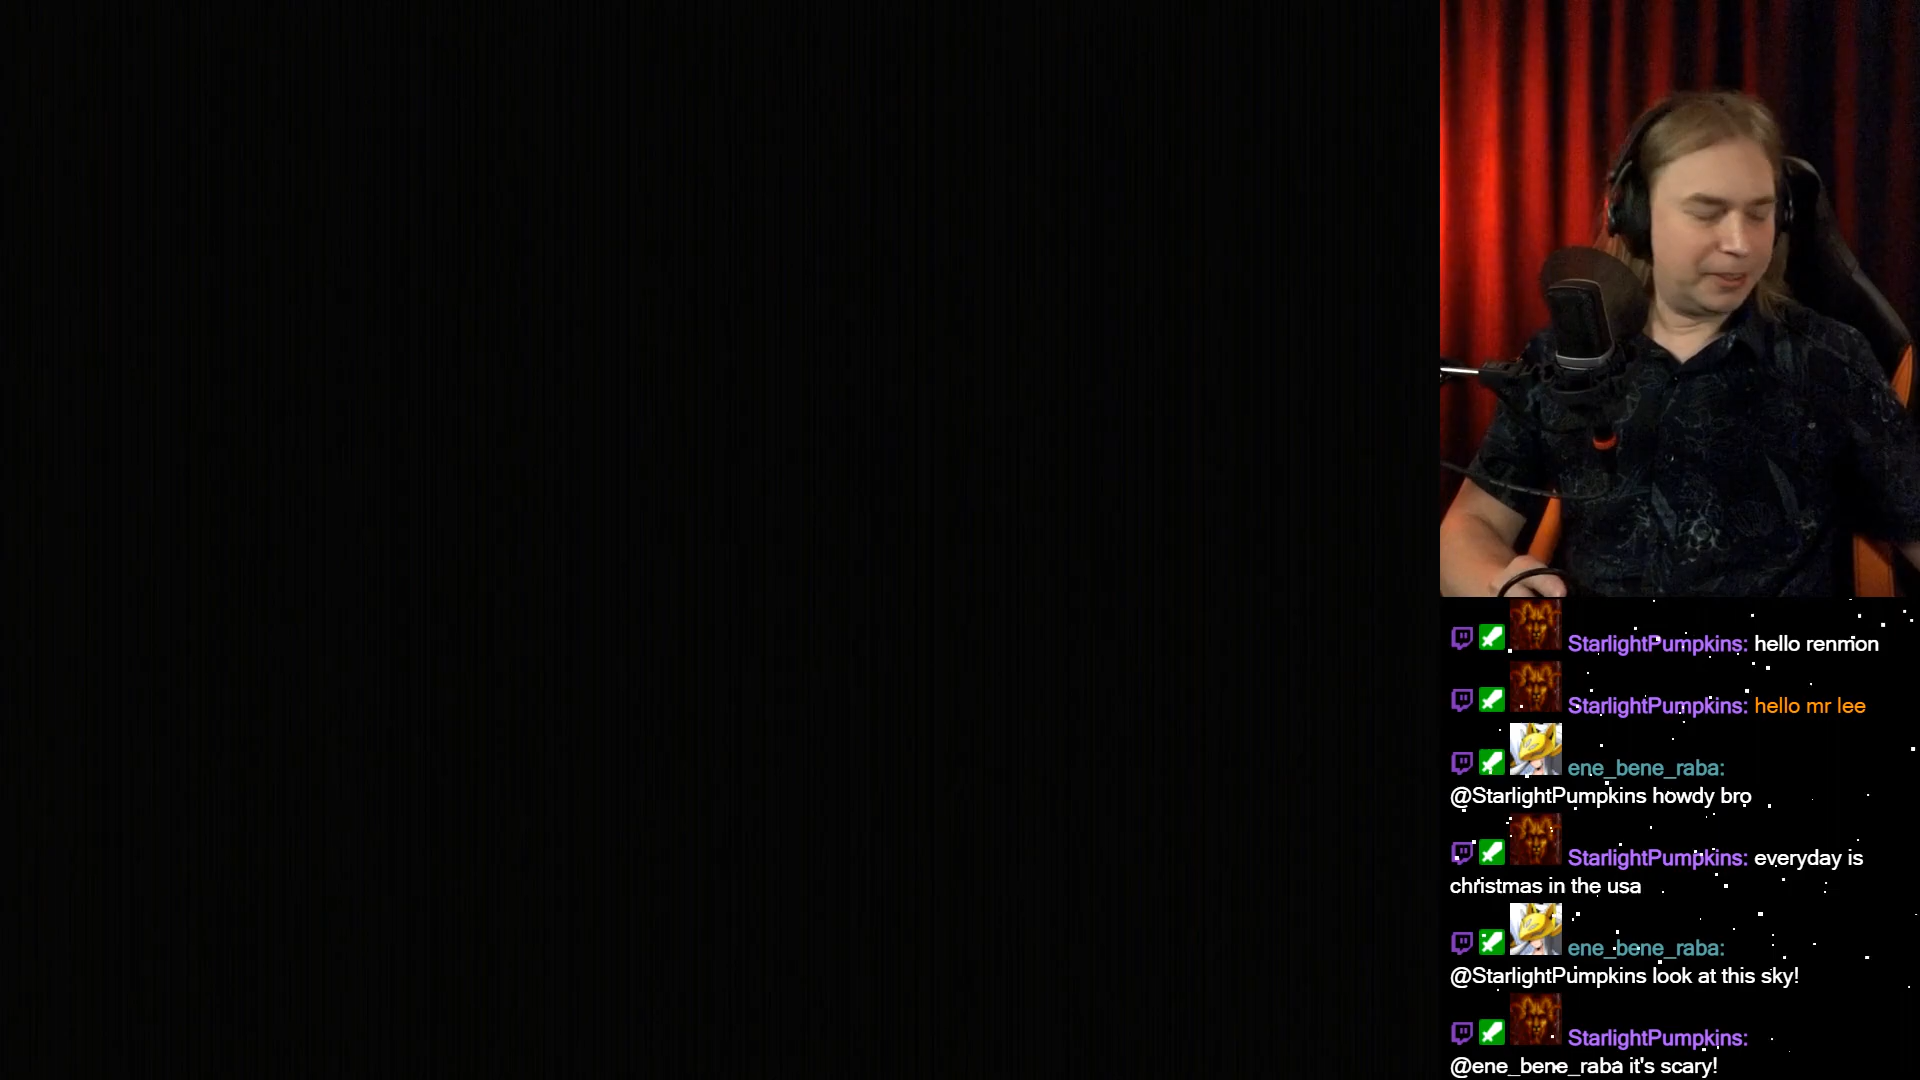 StarlightPumpkins: hello renmon
StarlightPumpkins: hello mr lee
ene_bene_raba:
@StarlightPumpkins howdy bro
StarlightPumpkins: everyday is
christmas in the usa
ene_bene_raba:
@StarlightPumpkins look at this sky!
StarlightPumpkins:
@ene_bene_raba it's scary!